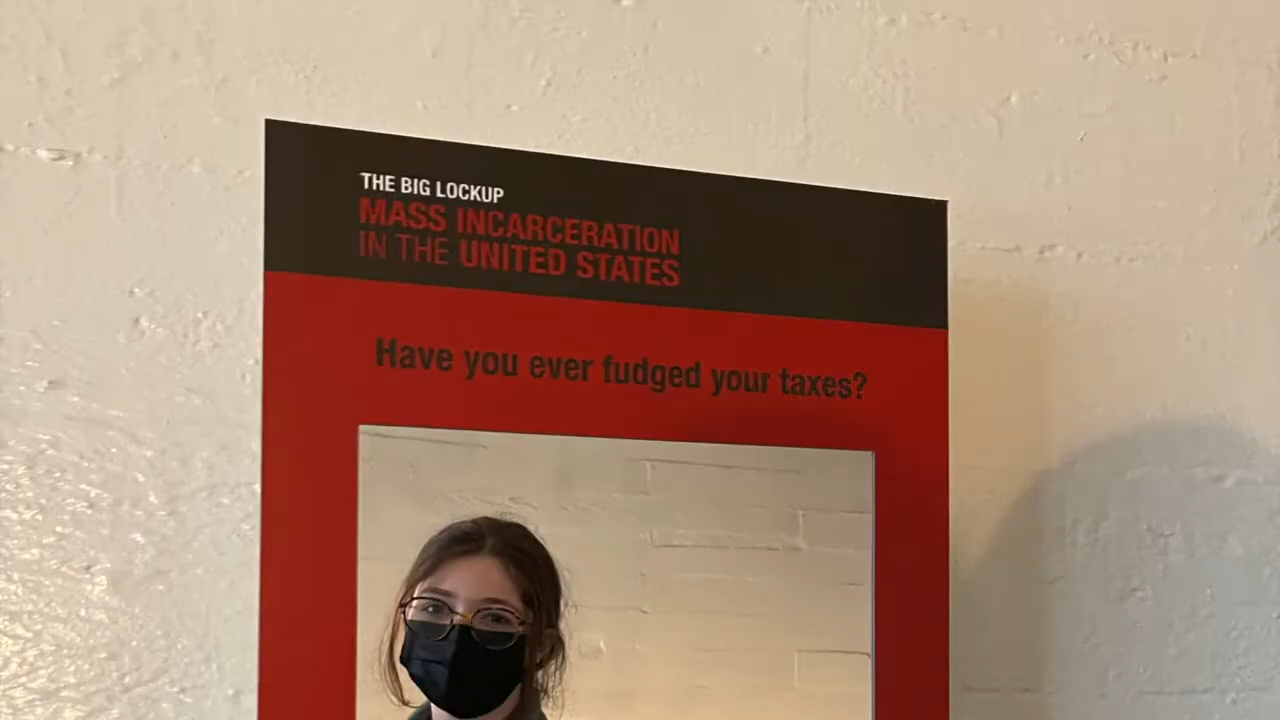 THE BIG LOCKUP
MASS INCARCERATION
IN THE UNITED STATES
Have you ever fudged your taxes?